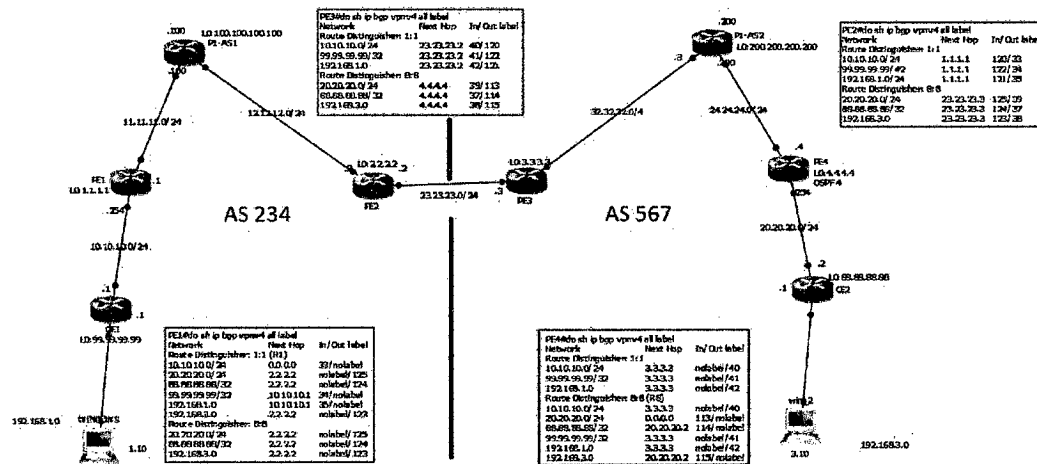 LO:100.100.100.100
P1-AS1
.100
11.11.11.0/24
12.12.12.0/24
PE1
LO:1.1.1.1
.1
.254
10.10.10.0/24
.1
.1
LO:99.99.99.99
192.168.1.0
1.10
AS 234
LO:2.2.2.2
.2
PE2
23.23.23.0/24
.3
PE3
AS 567
.200
P1-AS2
LO:200.200.200.200
.3
24.24.24.0/24
.4
PE4
LO:4.4.4.4
OSPF 4
20.20.20.0/24
.2
LO:88.88.88.88
.1
CE2
win 2
3.10
192.168.3.0
PE3#do sh ip bgp vpnv4 all label
Network Next Hop In/Out label
Route Distinguisher: 1:1
10.10.10.0/24 23.23.23.2 40/120
99.99.99.99/32 23.23.23.2 41/122
192.168.1.0 23.23.23.2 42/121
Route Distinguisher: 8:8
20.20.20.0/24 4.4.4.4 39/113
88.88.88.88/32 4.4.4.4 37/114
192.168.3.0 4.4.4.4 38/115
PE2#do sh ip bgp vpnv4 all label
Network Next Hop In/Out label
Route Distinguisher: 1:1
10.10.10.0/24 1.1.1.1 120/33
1.1.1.1 122/34
192.168.1.0/24 1.1.1.1 121/35
Route Distinguisher: 8:8
20.20.20.0/24 23.23.23.3 125/39
88.88.88.88/32 23.23.23.3 124/37
192.168.3.0 23.23.23.3 123/38
PE1#do sh ip bgp vpnv4 all label
Network Next Hop In/Out label
Route Distinguisher: 1:1 (R1)
10.10.10.0/24 0.0.0.0 33/nolabel
20.20.20.0/24 2.2.2.2 nolabel/125
88.88.88.88/32 2.2.2.2 nolabel/124
99.99.99.99/32 10.10.10.1 34/nolabel
192.168.1.0 10.10.10.1 35/nolabel
192.168.3.0 2.2.2.2 nolabel/123
Route Distinguisher: 8:8
20.20.20.0/24 2.2.2.2 nolabel/125
88.88.88.88/32 2.2.2.2 nolabel/124
192.168.3.0 2.2.2.2 nolabel/123
PE4#do sh ip bgp vpnv4 all label
Network Next Hop In/Out label
Route Distinguisher: 1:1
10.10.10.0/24 3.3.3.3 nolabel/40
99.99.99.99/32 3.3.3.3 nolabel/41
192.168.1.0 3.3.3.3 nolabel/42
Route Distinguisher: 8:8 (R8)
10.10.10.0/24 3.3.3.3 nolabel/40
20.20.20.0/24 0.0.0.0 113/nolabel
88.88.88.88/32 20.20.20.2 114/nolabel
99.99.99.99/32 3.3.3.3 nolabel/41
192.168.1.0 3.3.3.3 nolabel/42
192.168.3.0 20.20.20.2 115/nolabel